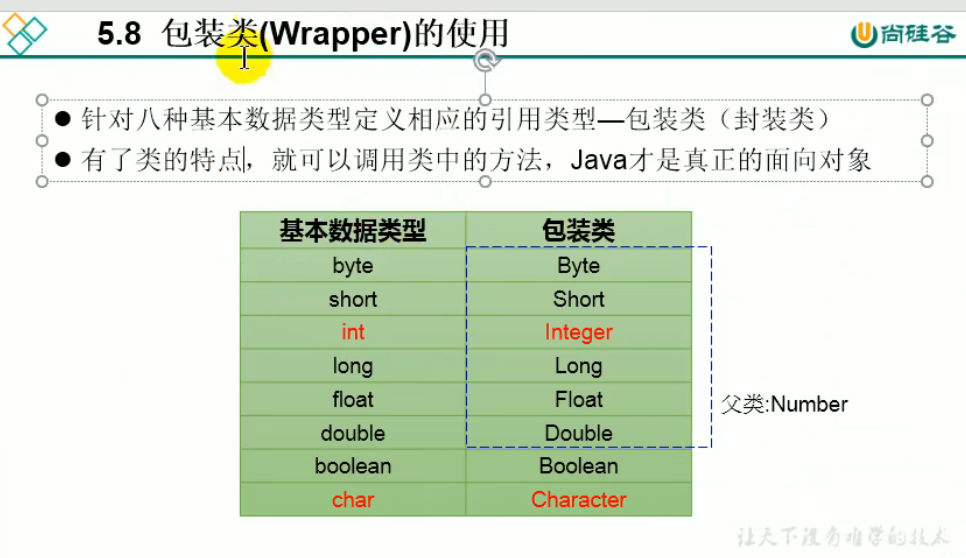 5.8 包装类(Wrapper)的使用
尚硅谷
● 针对八种基本数据类型定义相应的引用类型—包装类（封装类）
● 有了类的特点，就可以调用类中的方法，Java才是真正的面向对象
基本数据类型 包装类
byte Byte
short Short
int Integer
long Long
float Float
double Double
boolean Boolean
char Character
父类:Number
让天下没有难学的技术